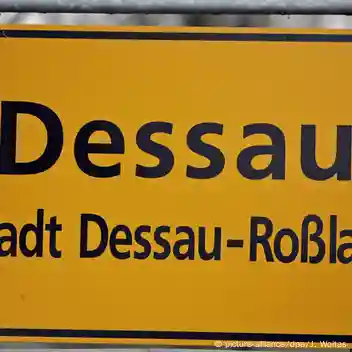 Dessau
adt Dessau-Roßla
© picture-alliance/dpa/J. Woitas